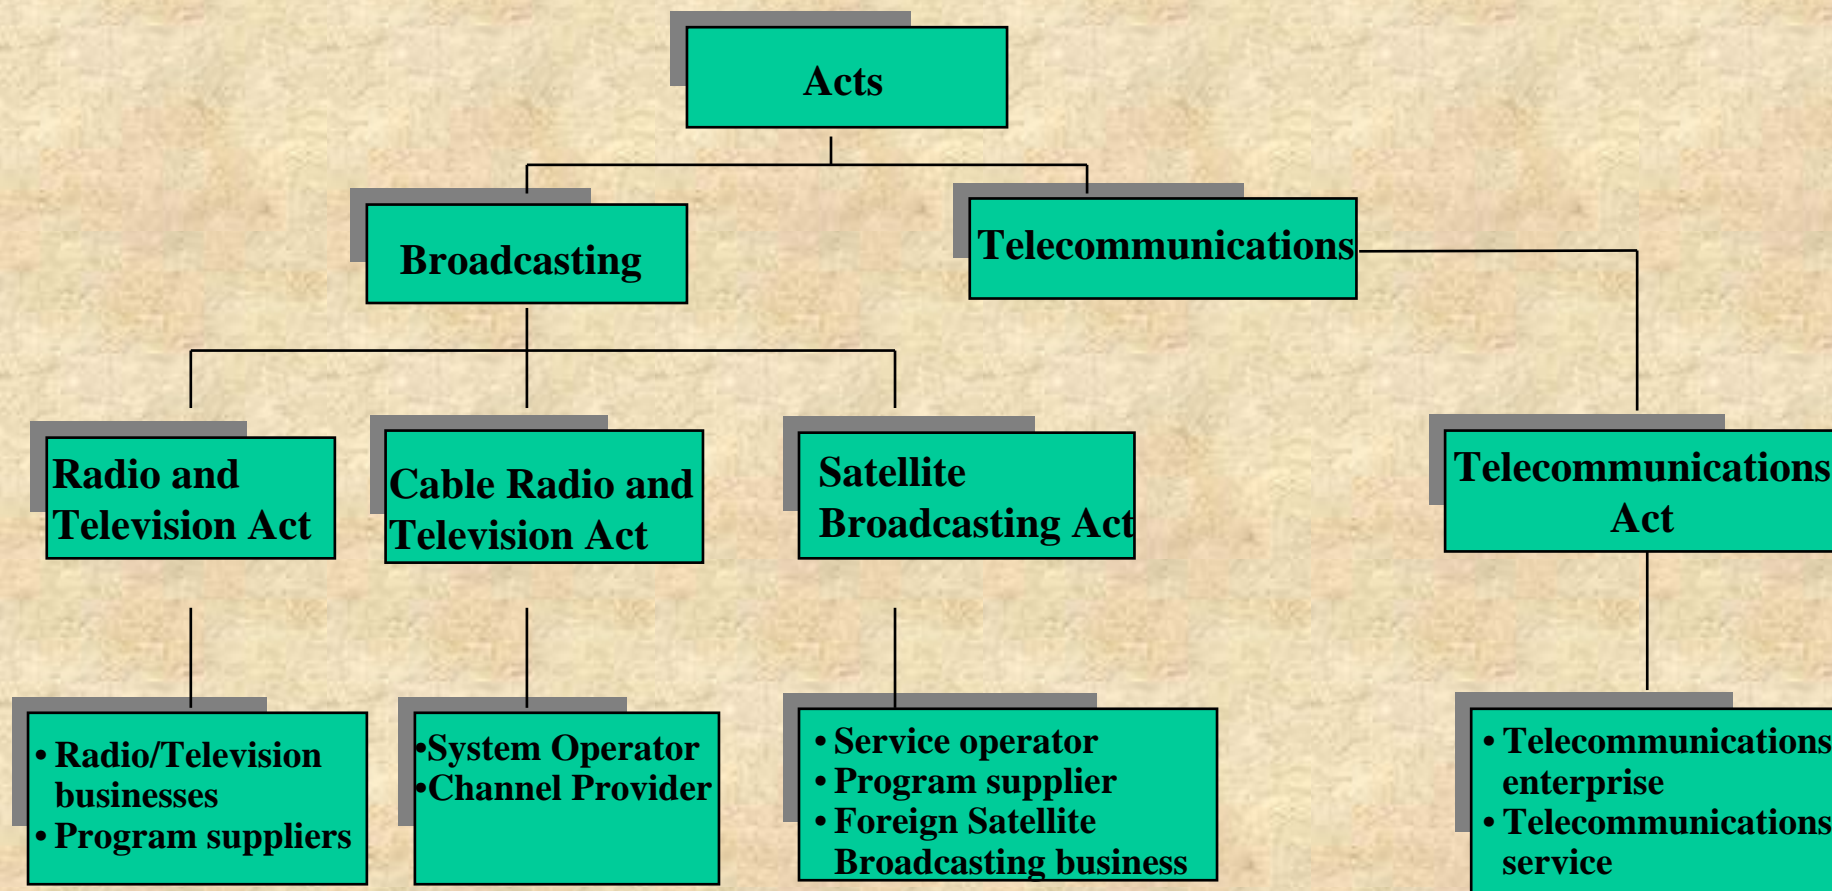 Acts
Broadcasting
Telecommunications
Radio and
Television Act
Cable Radio and
Television Act
Satellite
Broadcasting Act
Telecommunications
Act
• Radio/Television
businesses
• Program suppliers
•System Operator
•Channel Provider
• Service operator
• Program supplier
• Foreign Satellite
Broadcasting business
• Telecommunications
enterprise
• Telecommunications
service